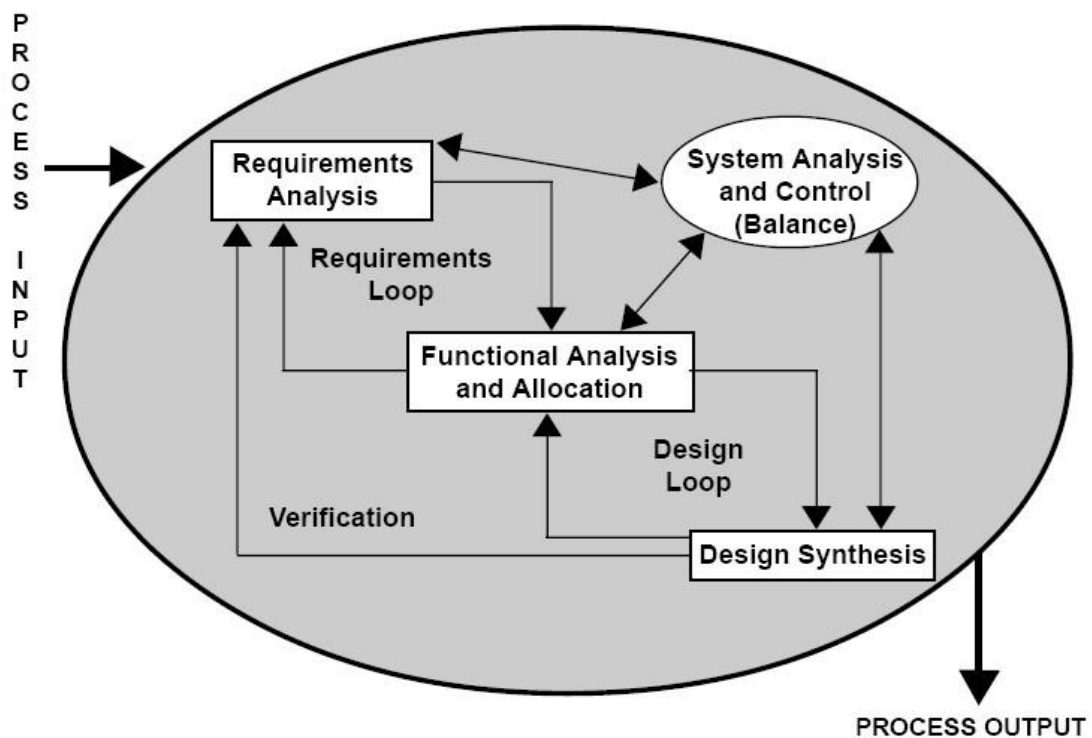 PROCESS INPUT
Requirements
Analysis
System Analysis
and Control
(Balance)
Requirements
Loop
Functional Analysis
and Allocation
Design
Loop
Verification
Design Synthesis
PROCESS OUTPUT